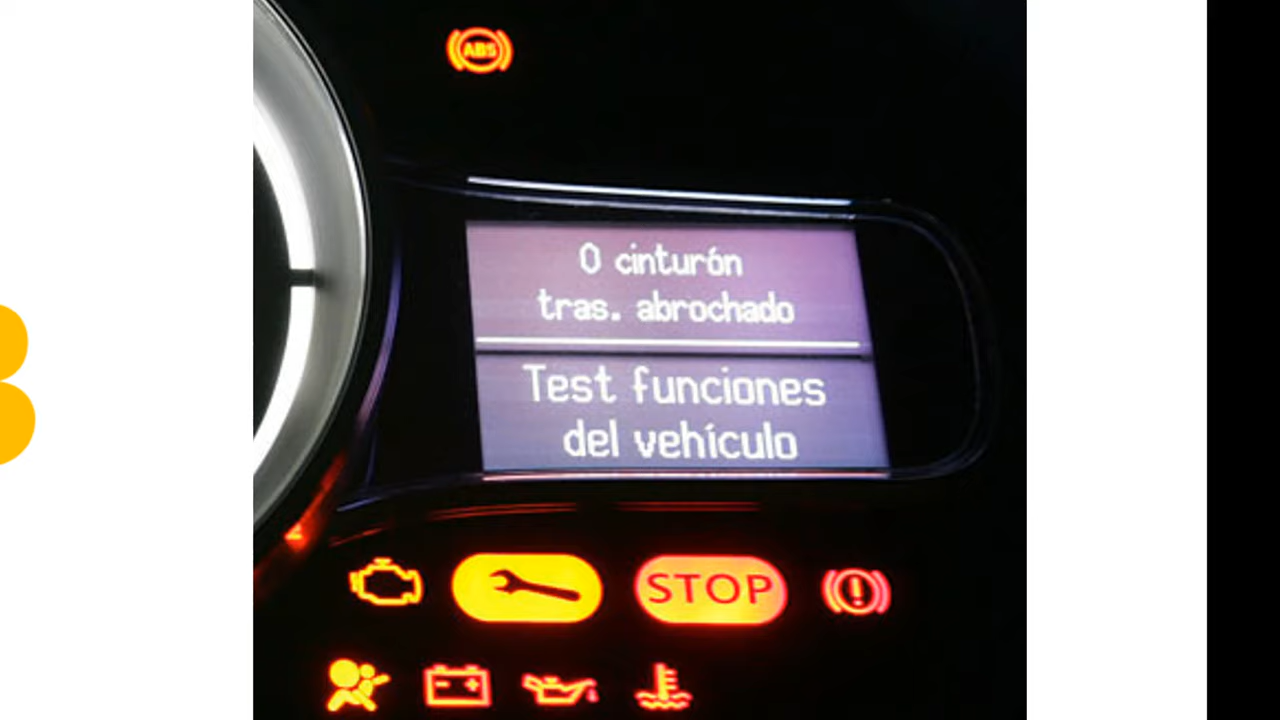 ABS
0 cinturón
tras. abrochado
Test funciones
del vehículo
STOP